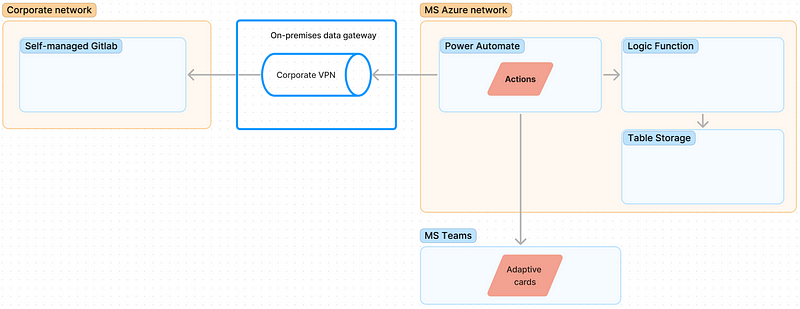 Corporate network
MS Azure network
On-premises data gateway
Self-managed Gitlab
Corporate VPN
Power Automate
Actions
Logic Function
Table Storage
MS Teams
Adaptive
cards